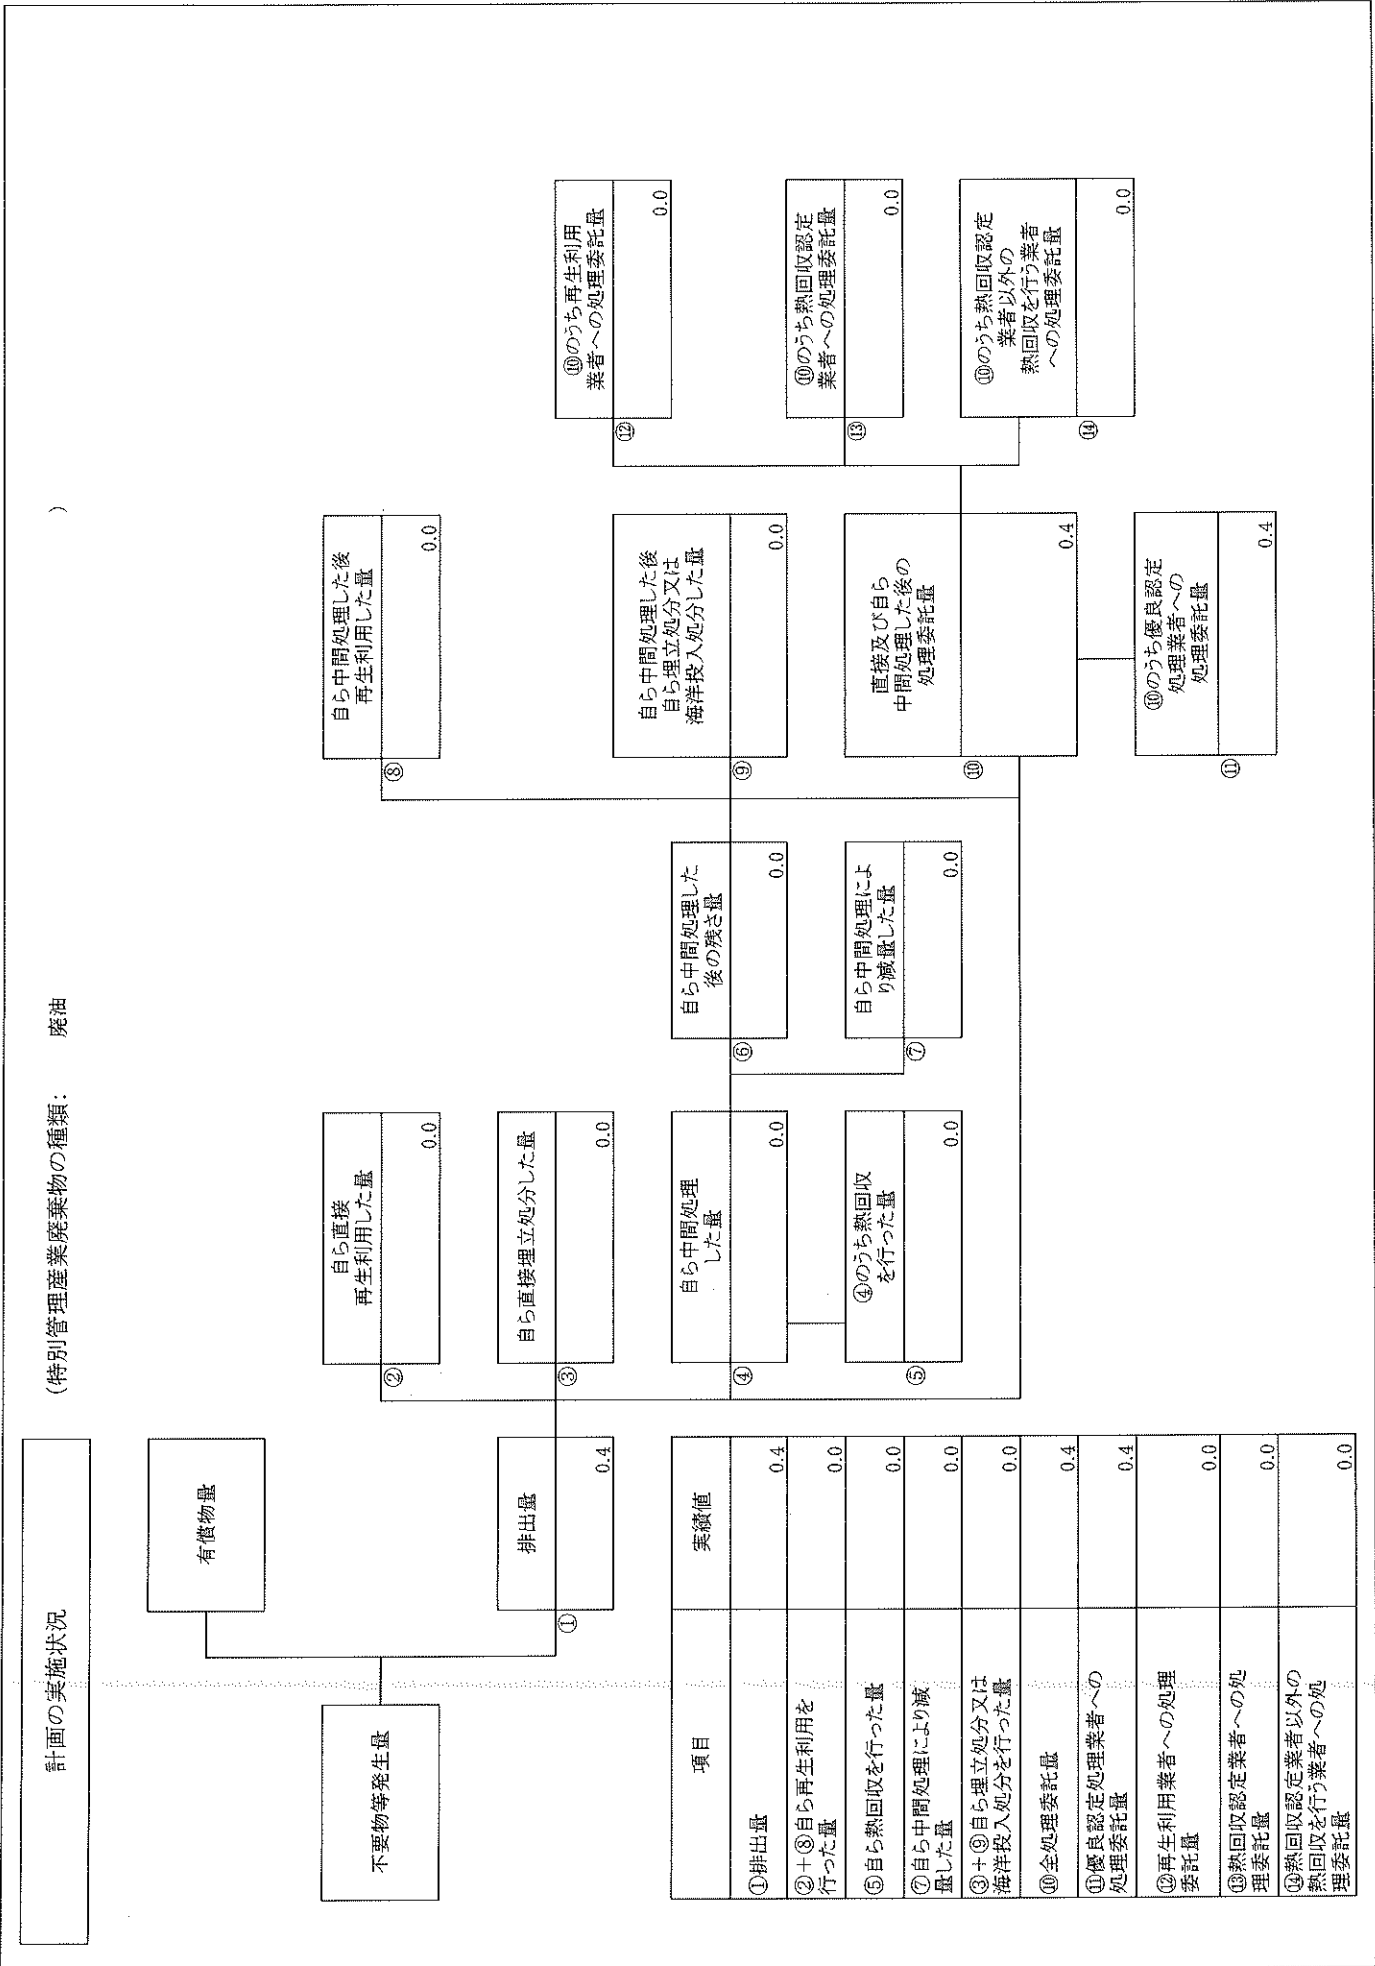 計画の実施状況
(特別管理産業廃棄物の種類: 廃油 )
不要物等発生量
有償物量
①
排出量
0.4
②
自ら直接
再生利用した量
0.0
③
自ら直接埋立処分した量
0.0
④
自ら中間処理
した量
0.0
⑤
④のうち熱回収
を行った量
0.0
⑥
自ら中間処理した
後の残さ量
0.0
⑦
自ら中間処理によ
り減量した量
0.0
⑧
自ら中間処理した後
再生利用した量
0.0
⑨
自ら中間処理した後
自ら埋立処分又は
海洋投入処分した量
0.0
⑩
直接及び自ら
中間処理した後の
処理委託量
0.4
⑪
⑩のうち優良認定
処理業者への
処理委託量
0.4
⑫
⑩のうち再生利用
業者への処理委託量
0.0
⑬
⑩のうち熱回収認定
業者への処理委託量
0.0
⑭
⑩のうち熱回収認定
業者以外の
熱回収を行う業者
への処理委託量
0.0
項目 実績値
①排出量 0.4
②+⑧自ら再生利用を
行った量 0.0
⑤自ら熱回収を行った量 0.0
⑦自ら中間処理により減
量した量 0.0
③+⑨自ら埋立処分又は
海洋投入処分を行った量 0.0
⑩全処理委託量 0.4
⑪優良認定処理業者への
処理委託量 0.4
⑫再生利用業者への処理
委託量 0.0
⑬熱回収認定業者への処
理委託量 0.0
⑭熱回収認定業者以外の
熱回収を行う業者への処
理委託量 0.0